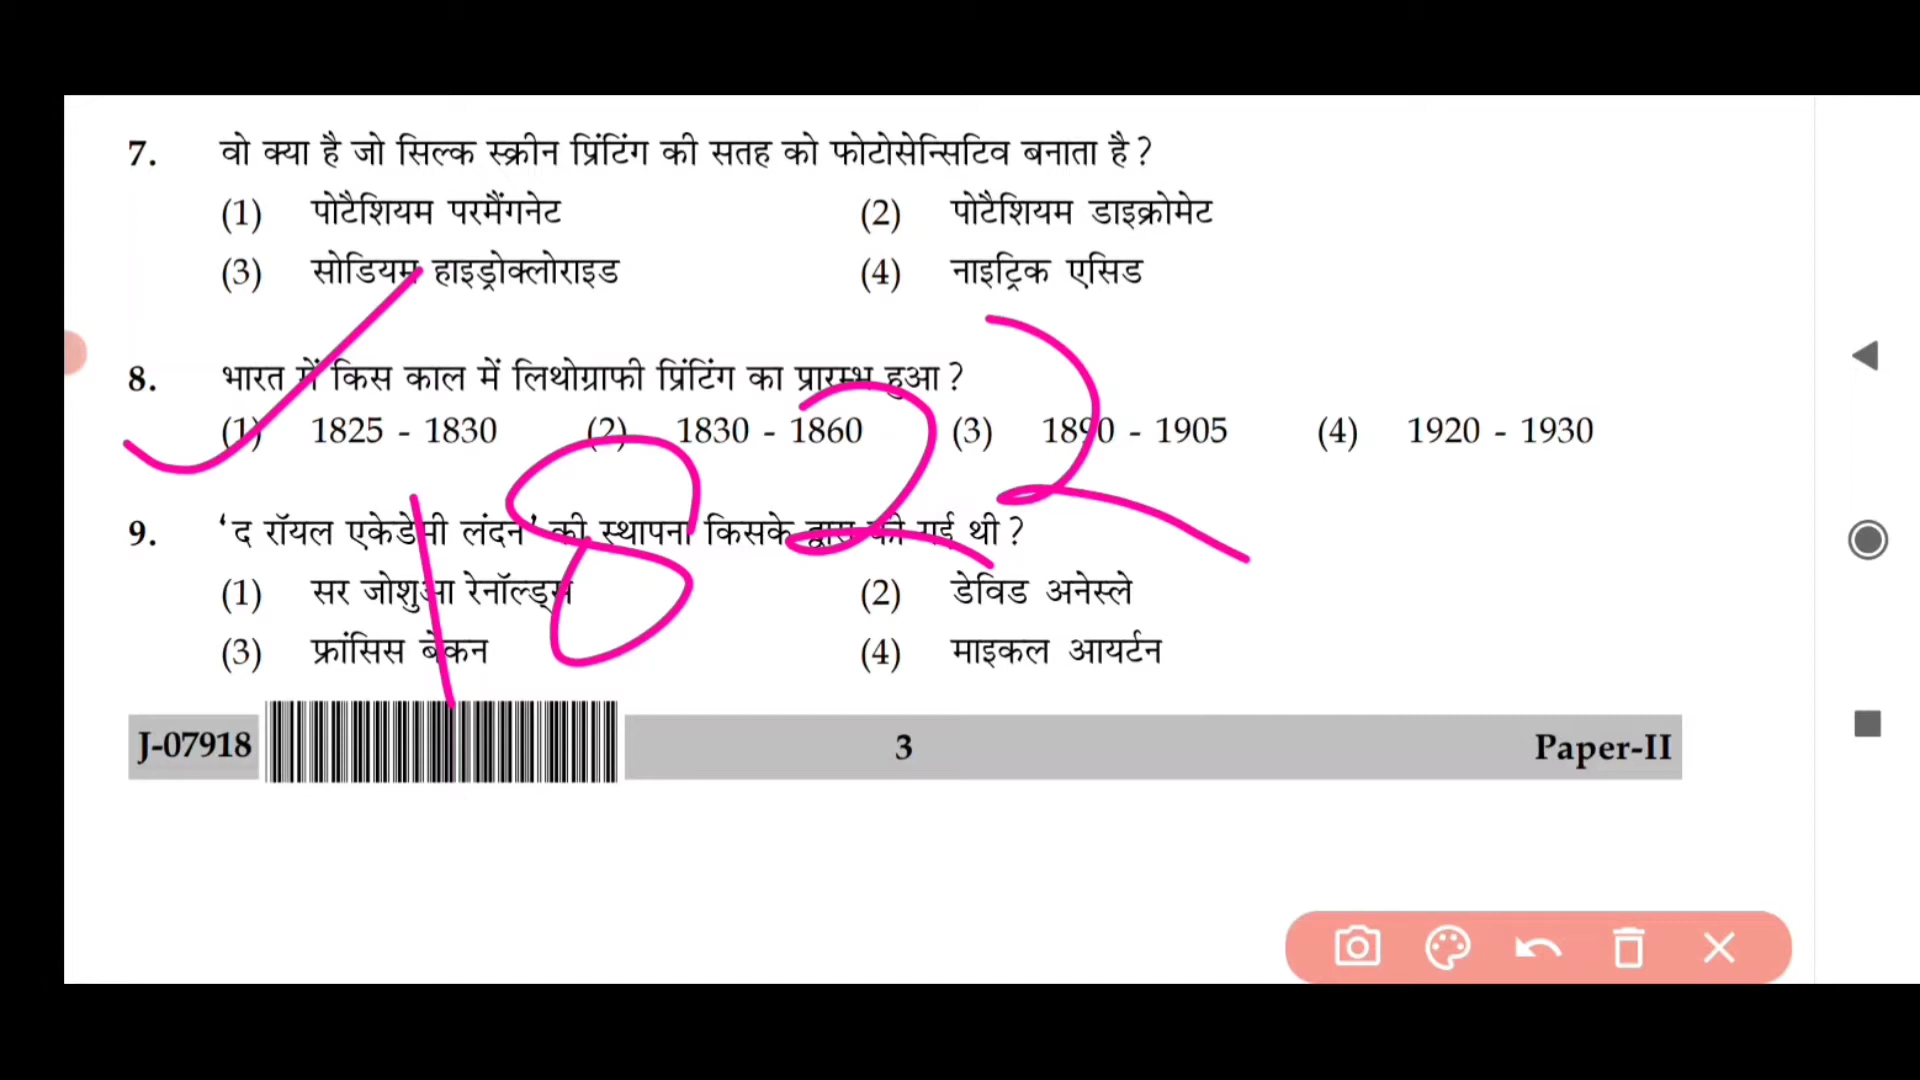 7. वो क्या है जो सिल्क स्क्रीन प्रिंटिंग की सतह को फोटोसेन्सिटिव बनाता है ?
(1) पोटैशियम परमैंगनेट (2) पोटैशियम डाइक्रोमेट
(3) सोडियम हाइड्रोक्लोराइड (4) नाइट्रिक एसिड
8. भारत में किस काल में लिथोग्राफी प्रिंटिंग का प्रारम्भ हुआ ?
(1) 1825 - 1830 (2) 1830 - 1860 (3) 1890 - 1905 (4) 1920 - 1930
1822
9. 'द रॉयल एकेडेमी लंदन' की स्थापना किसके द्वारा की गई थी ?
(1) सर जोशुआ रेनॉल्ड्स (2) डेविड अनेस्ले
(3) फ्रांसिस बेकन (4) माइकल आयर्टन
J-07918 3 Paper-II